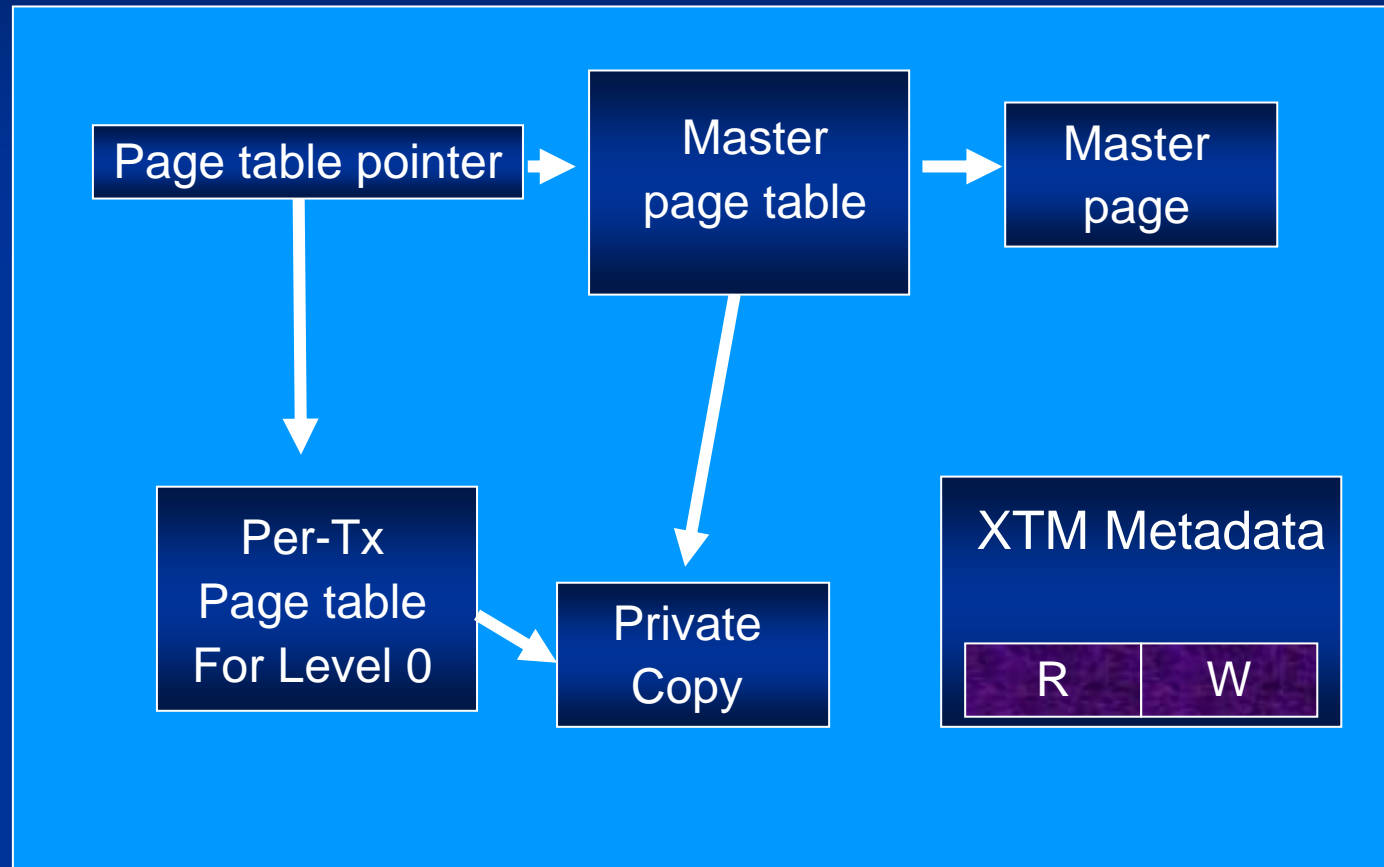 Page table pointer
Master
page table
Master
page
Per-Tx
Page table
For Level 0
Private
Copy
XTM Metadata
R
W